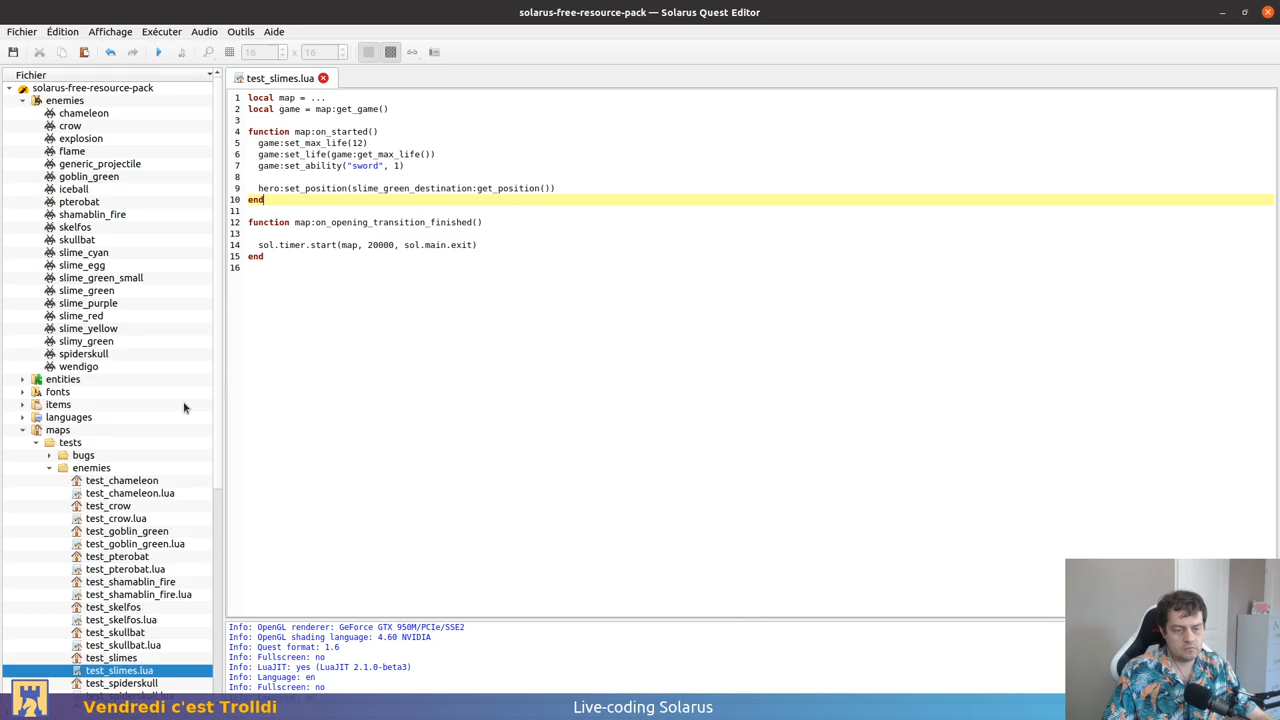 solarus-free-resource-pack — Solarus Quest Editor
Fichier Édition Affichage Exécuter Audio Outils Aide
16 x 16
Fichier
solarus-free-resource-pack
enemies
chameleon
crow
explosion
flame
generic_projectile
goblin_green
iceball
pterobat
shamablin_fire
skelfos
skullbat
slime_cyan
slime_egg
slime_green_small
slime_green
slime_purple
slime_red
slime_yellow
slimy_green
spiderskull
wendigo
entities
fonts
items
languages
maps
tests
bugs
enemies
test_chameleon
test_chameleon.lua
test_crow
test_crow.lua
test_goblin_green
test_goblin_green.lua
test_pterobat
test_pterobat.lua
test_shamablin_fire
test_shamablin_fire.lua
test_skelfos
test_skelfos.lua
test_skullbat
test_skullbat.lua
test_slimes
test_slimes.lua
test_spiderskull
test_slimes.lua
1 local map = ...
2 local game = map:get_game()
3
4 function map:on_started()
5 game:set_max_life(12)
6 game:set_life(game:get_max_life())
7 game:set_ability("sword", 1)
8
9 hero:set_position(slime_green_destination:get_position())
10 end
11
12 function map:on_opening_transition_finished()
13
14 sol.timer.start(map, 20000, sol.main.exit)
15 end
16
Info: OpenGL renderer: GeForce GTX 950M/PCIe/SSE2
Info: OpenGL shading language: 4.60 NVIDIA
Info: Quest format: 1.6
Info: Fullscreen: no
Info: LuaJIT: yes (LuaJIT 2.1.0-beta3)
Info: Language: en
Info: Fullscreen: no
Vendredi c'est Trolldi
Live-coding Solarus